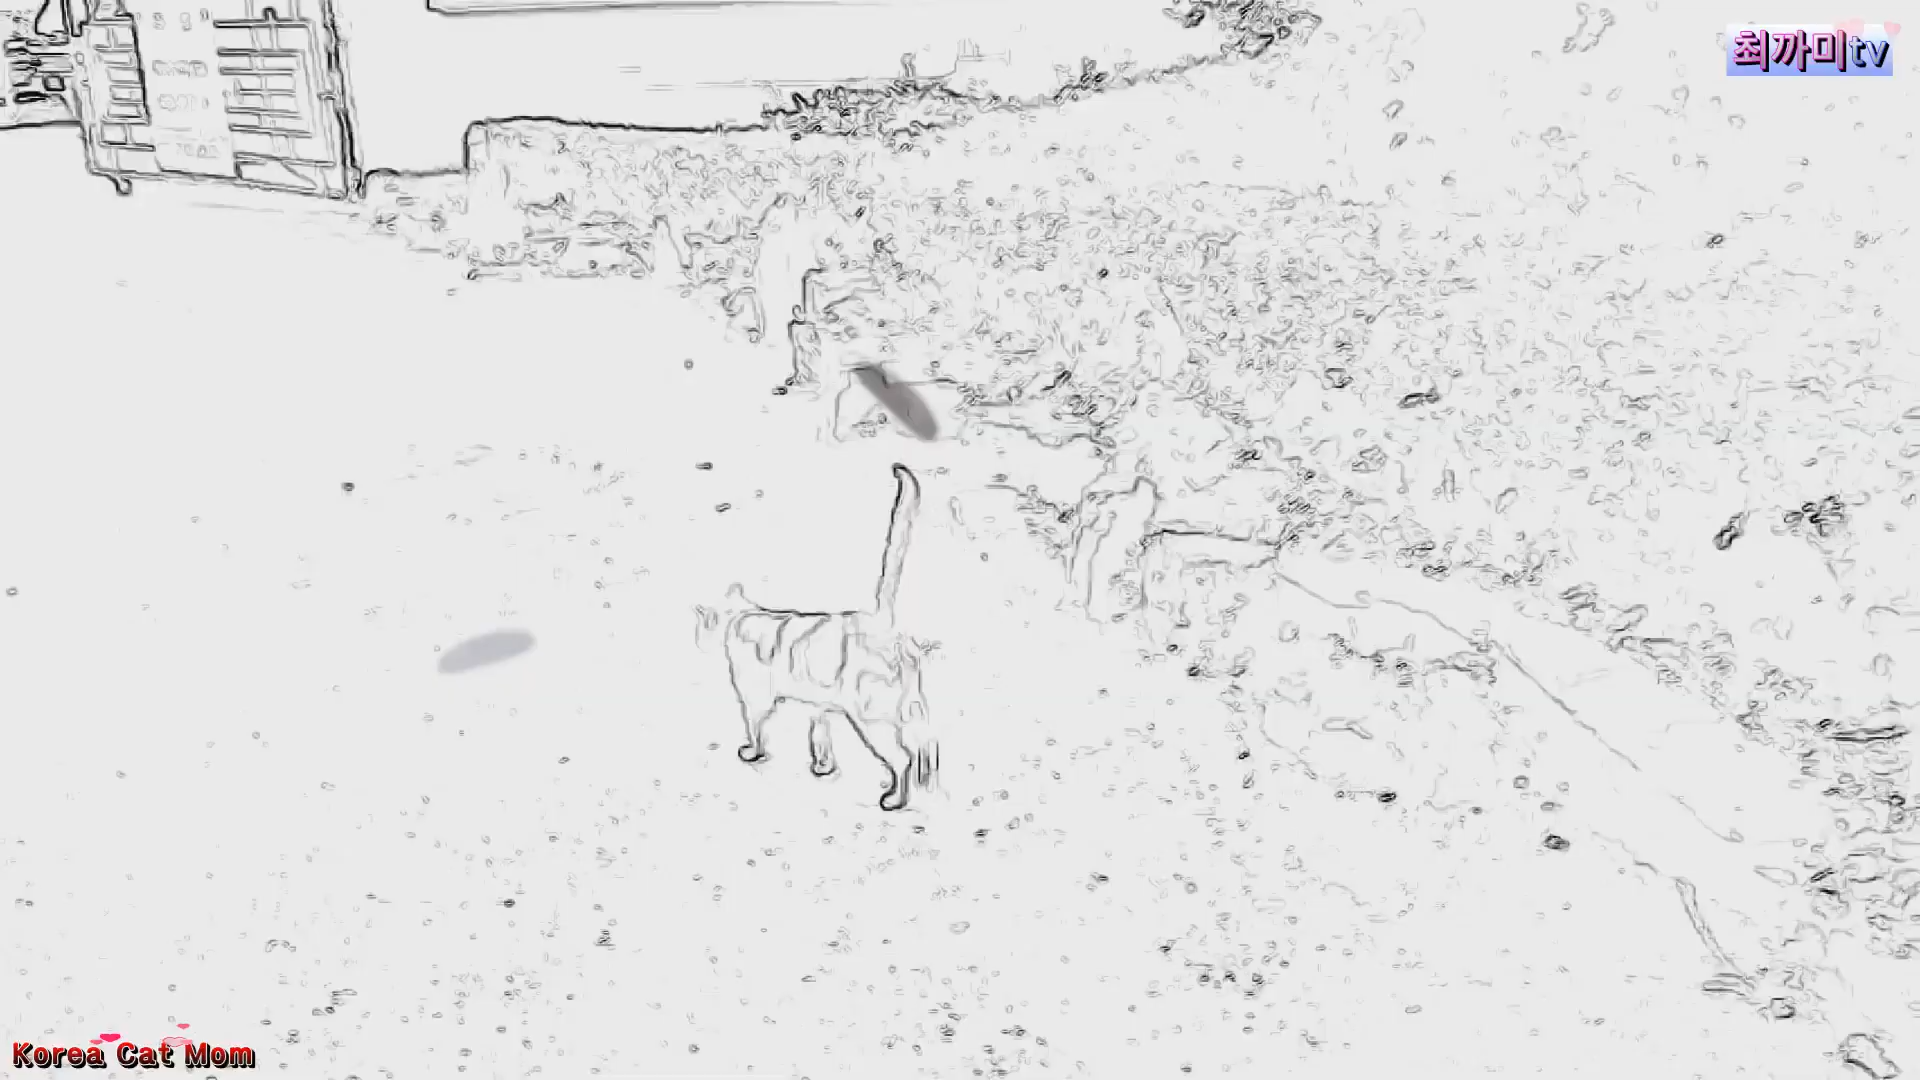 최까미tv
Korea Cat Mom